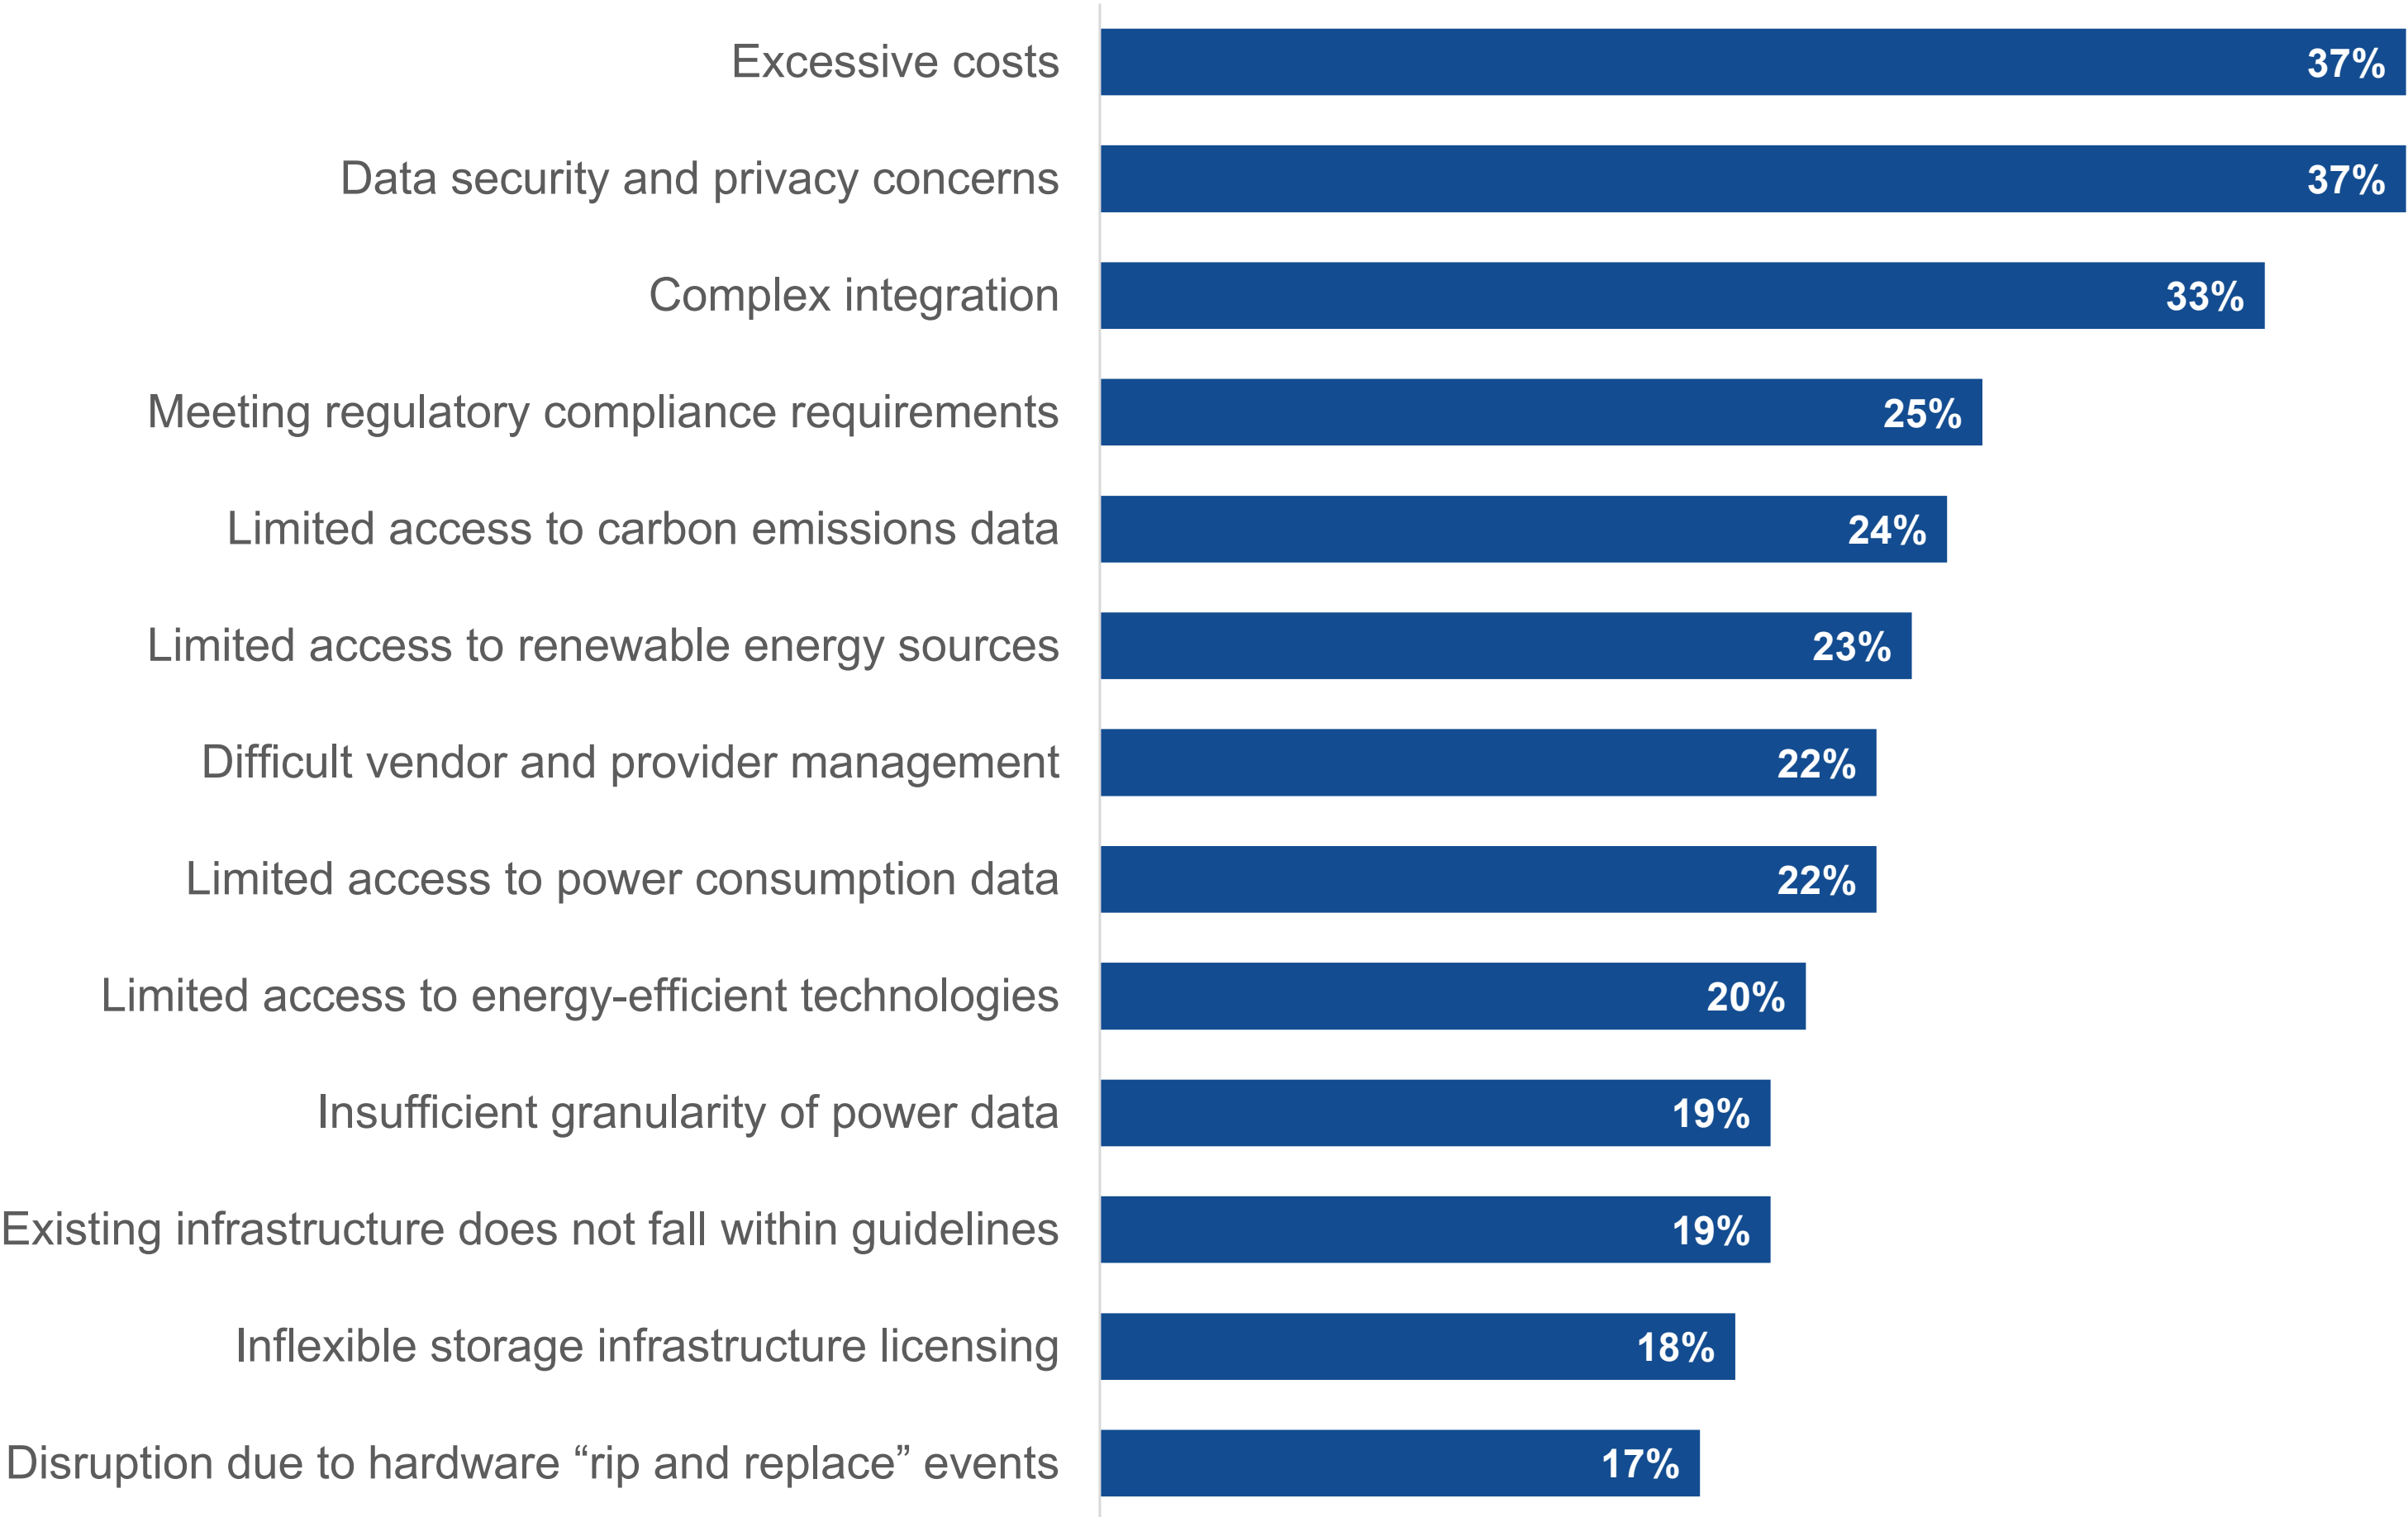 Excessive costs 37%
Data security and privacy concerns 37%
Complex integration 33%
Meeting regulatory compliance requirements 25%
Limited access to carbon emissions data 24%
Limited access to renewable energy sources 23%
Difficult vendor and provider management 22%
Limited access to power consumption data 22%
Limited access to energy-efficient technologies 20%
Insufficient granularity of power data 19%
Existing infrastructure does not fall within guidelines 19%
Inflexible storage infrastructure licensing 18%
Disruption due to hardware “rip and replace” events 17%